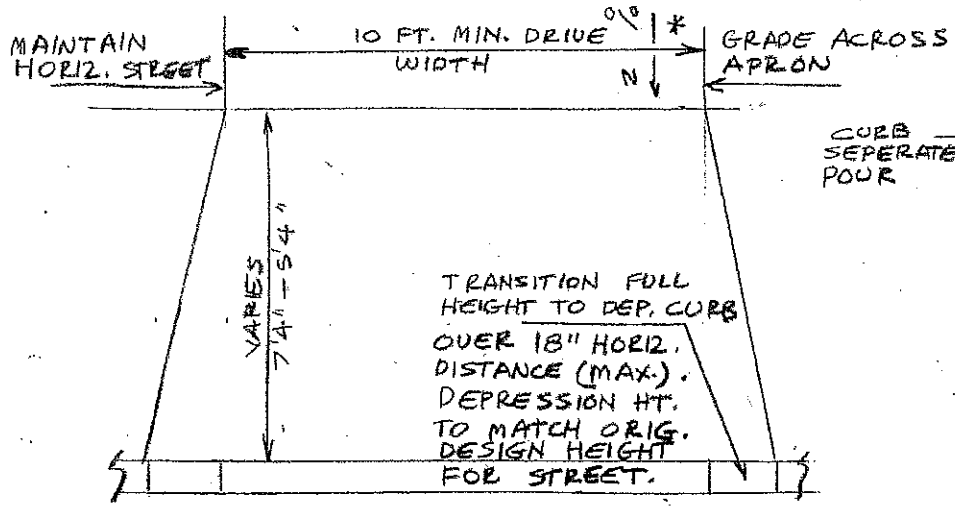 MAINTAIN
HORIZ. STREET
10 FT. MIN. DRIVE
WIDTH
2% *
GRADE ACROSS
APRON
CURB —
SEPERATE
POUR
VARIES
7'4" - 5'4"
TRANSITION FULL
HEIGHT TO DEP. CURB
OVER 18" HORIZ.
DISTANCE (MAX.).
DEPRESSION HT.
TO MATCH ORIG.
DESIGN HEIGHT
FOR STREET.